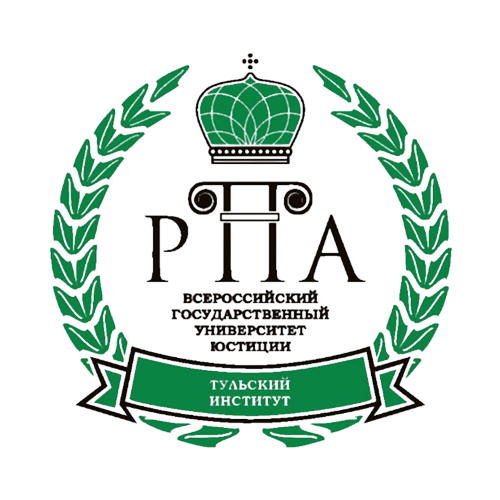 РПА
ВСЕРОССИЙСКИЙ
ГОСУДАРСТВЕННЫЙ
УНИВЕРСИТЕТ
ЮСТИЦИИ
ТУЛЬСКИЙ
ИНСТИТУТ